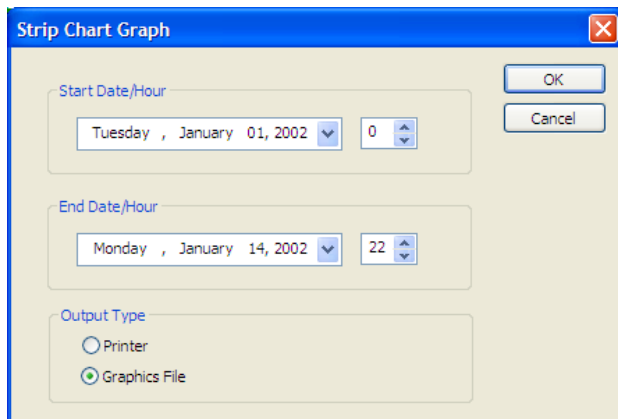 Strip Chart Graph
OK
Cancel
Start Date/Hour
Tuesday , January 01, 2002 0
End Date/Hour
Monday , January 14, 2002 22
Output Type
Printer
Graphics File